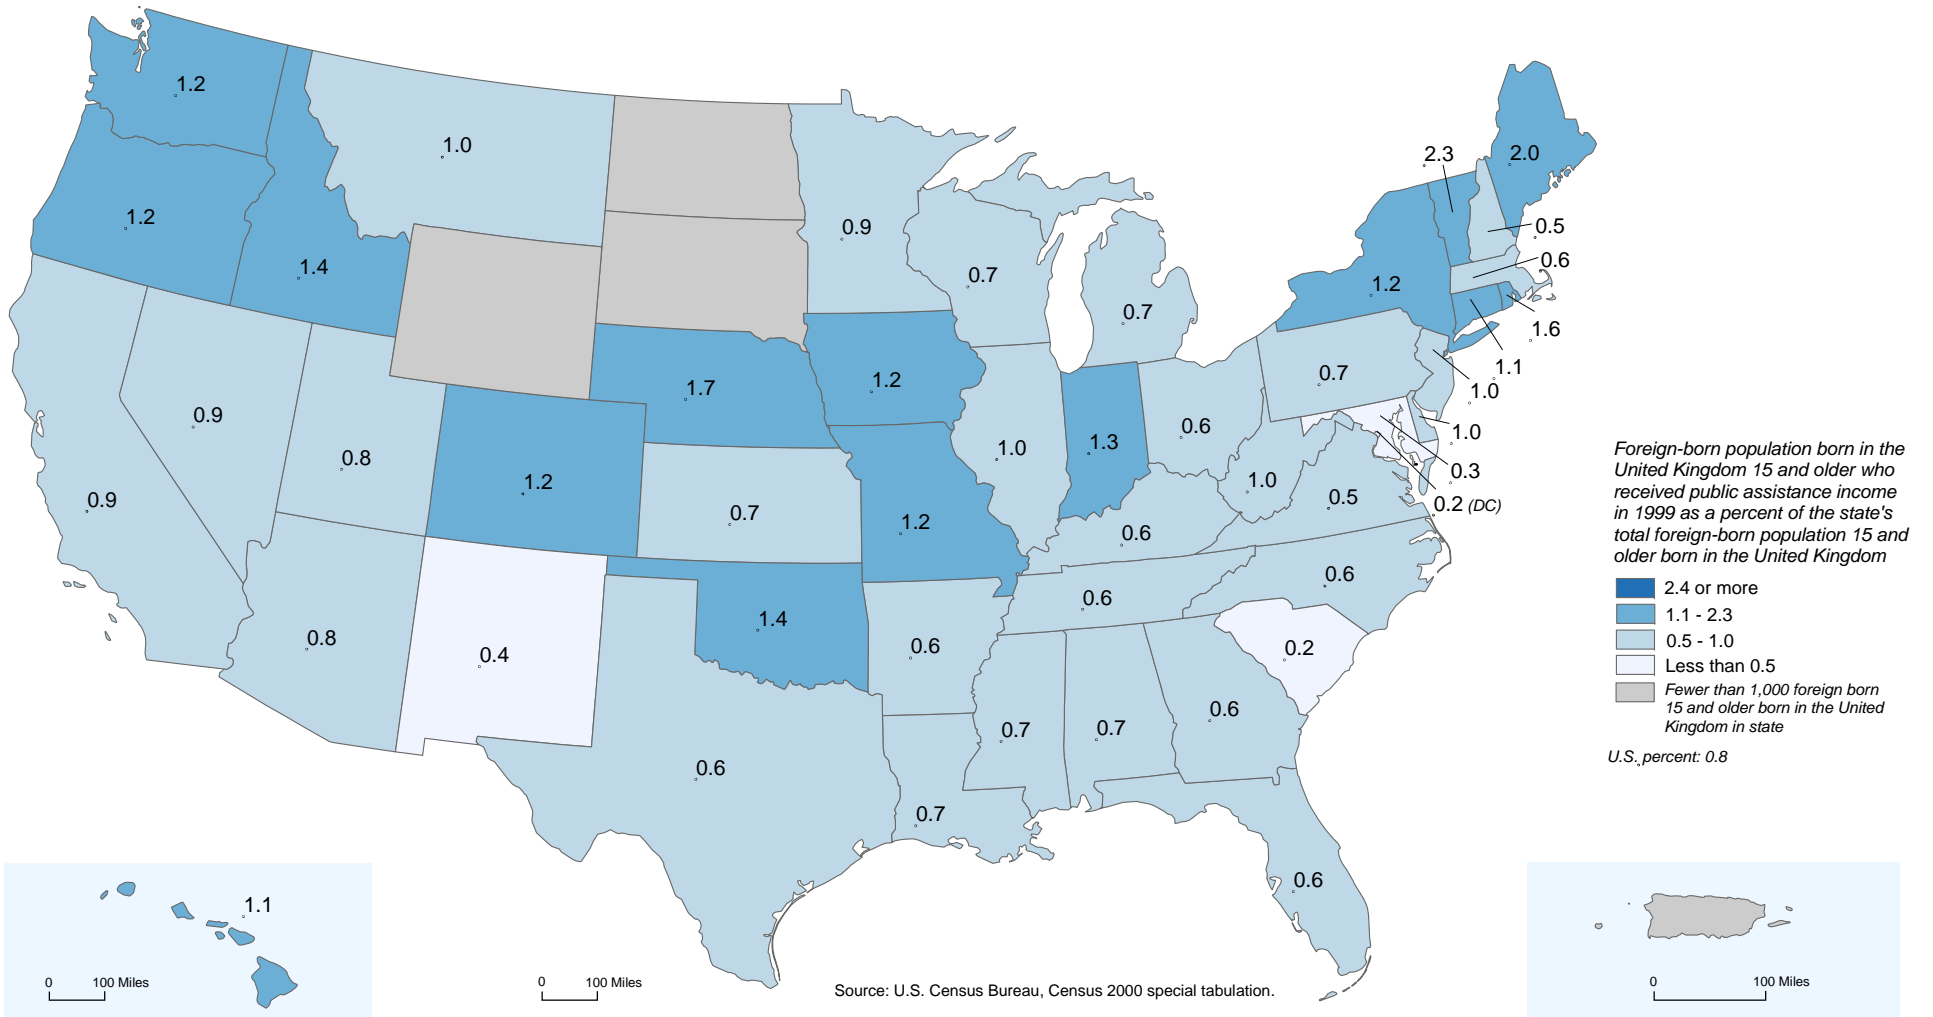 1.2
1.0
1.2
1.4
0.9
2.3
2.0
0.5
0.6
1.2
1.6
1.1
1.0
1.0
0.3
0.2 (DC)
0.7
0.7
0.7
0.6
1.7
1.2
1.3
1.0
0.9
0.8
0.9
1.2
0.7
1.2
1.0
0.5
0.6
0.6
0.6
0.8
0.4
1.4
0.6
0.2
0.6
0.7
0.7
0.6
0.7
0.6
1.1
Foreign-born population born in the
United Kingdom 15 and older who
received public assistance income
in 1999 as a percent of the state's
total foreign-born population 15 and
older born in the United Kingdom
2.4 or more
1.1 - 2.3
0.5 - 1.0
Less than 0.5
Fewer than 1,000 foreign born
15 and older born in the United
Kingdom in state
U.S. percent: 0.8
0 100 Miles
0 100 Miles
Source: U.S. Census Bureau, Census 2000 special tabulation.
0 100 Miles